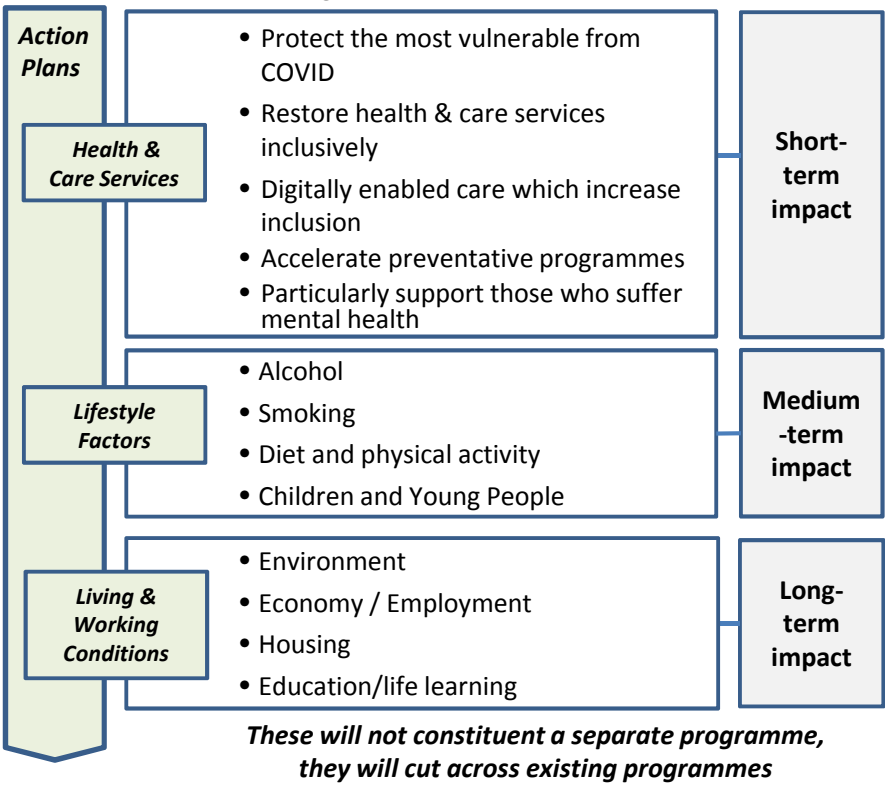 Action
Plans
Health &
Care Services
• Protect the most vulnerable from
COVID
• Restore health & care services
inclusively
• Digitally enabled care which increase
inclusion
• Accelerate preventative programmes
• Particularly support those who suffer
mental health
Short-
term
impact
Lifestyle
Factors
• Alcohol
• Smoking
• Diet and physical activity
• Children and Young People
Medium
-term
impact
Living &
Working
Conditions
• Environment
• Economy / Employment
• Housing
• Education/life learning
Long-
term
impact
These will not constituent a separate programme,
they will cut across existing programmes